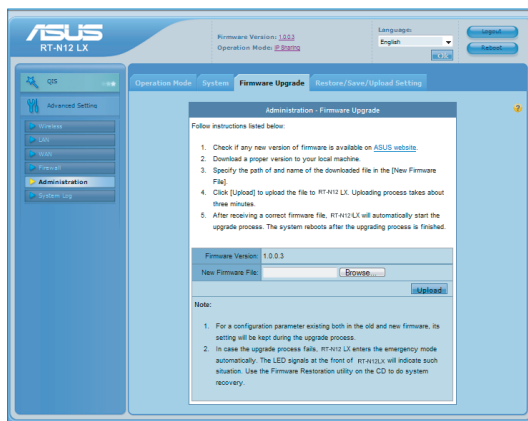 ASUS
RT-N12 LX
Firmware Version: 1.0.0.3
Operation Mode: IP Sharing
Language:
English
Logout
Reboot
QIS
Advanced Setting
Wireless
LAN
WAN
Firewall
Administration
System Log
Operation Mode
System
Firmware Upgrade
Restore/Save/Upload Setting
Administration - Firmware Upgrade
Follow instructions listed below:
1. Check if any new version of firmware is available on ASUS website.
2. Download a proper version to your local machine.
3. Specify the path of and name of the downloaded file in the [New Firmware
File].
4. Click [Upload] to upload the file to RT-N12 LX. Uploading process takes about
three minutes.
5. After receiving a correct firmware file, RT-N12 LX will automatically start the
upgrade process. The system reboots after the upgrading process is finished.
Firmware Version: 1.0.0.3
New Firmware File: Browse...
Upload
Note:
1. For a configuration parameter existing both in the old and new firmware, its
setting will be kept during the upgrade process.
2. In case the upgrade process fails, RT-N12 LX enters the emergency mode
automatically. The LED signals at the front of RT-N12LX will indicate such
situation. Use the Firmware Restoration utility on the CD to do system
recovery.